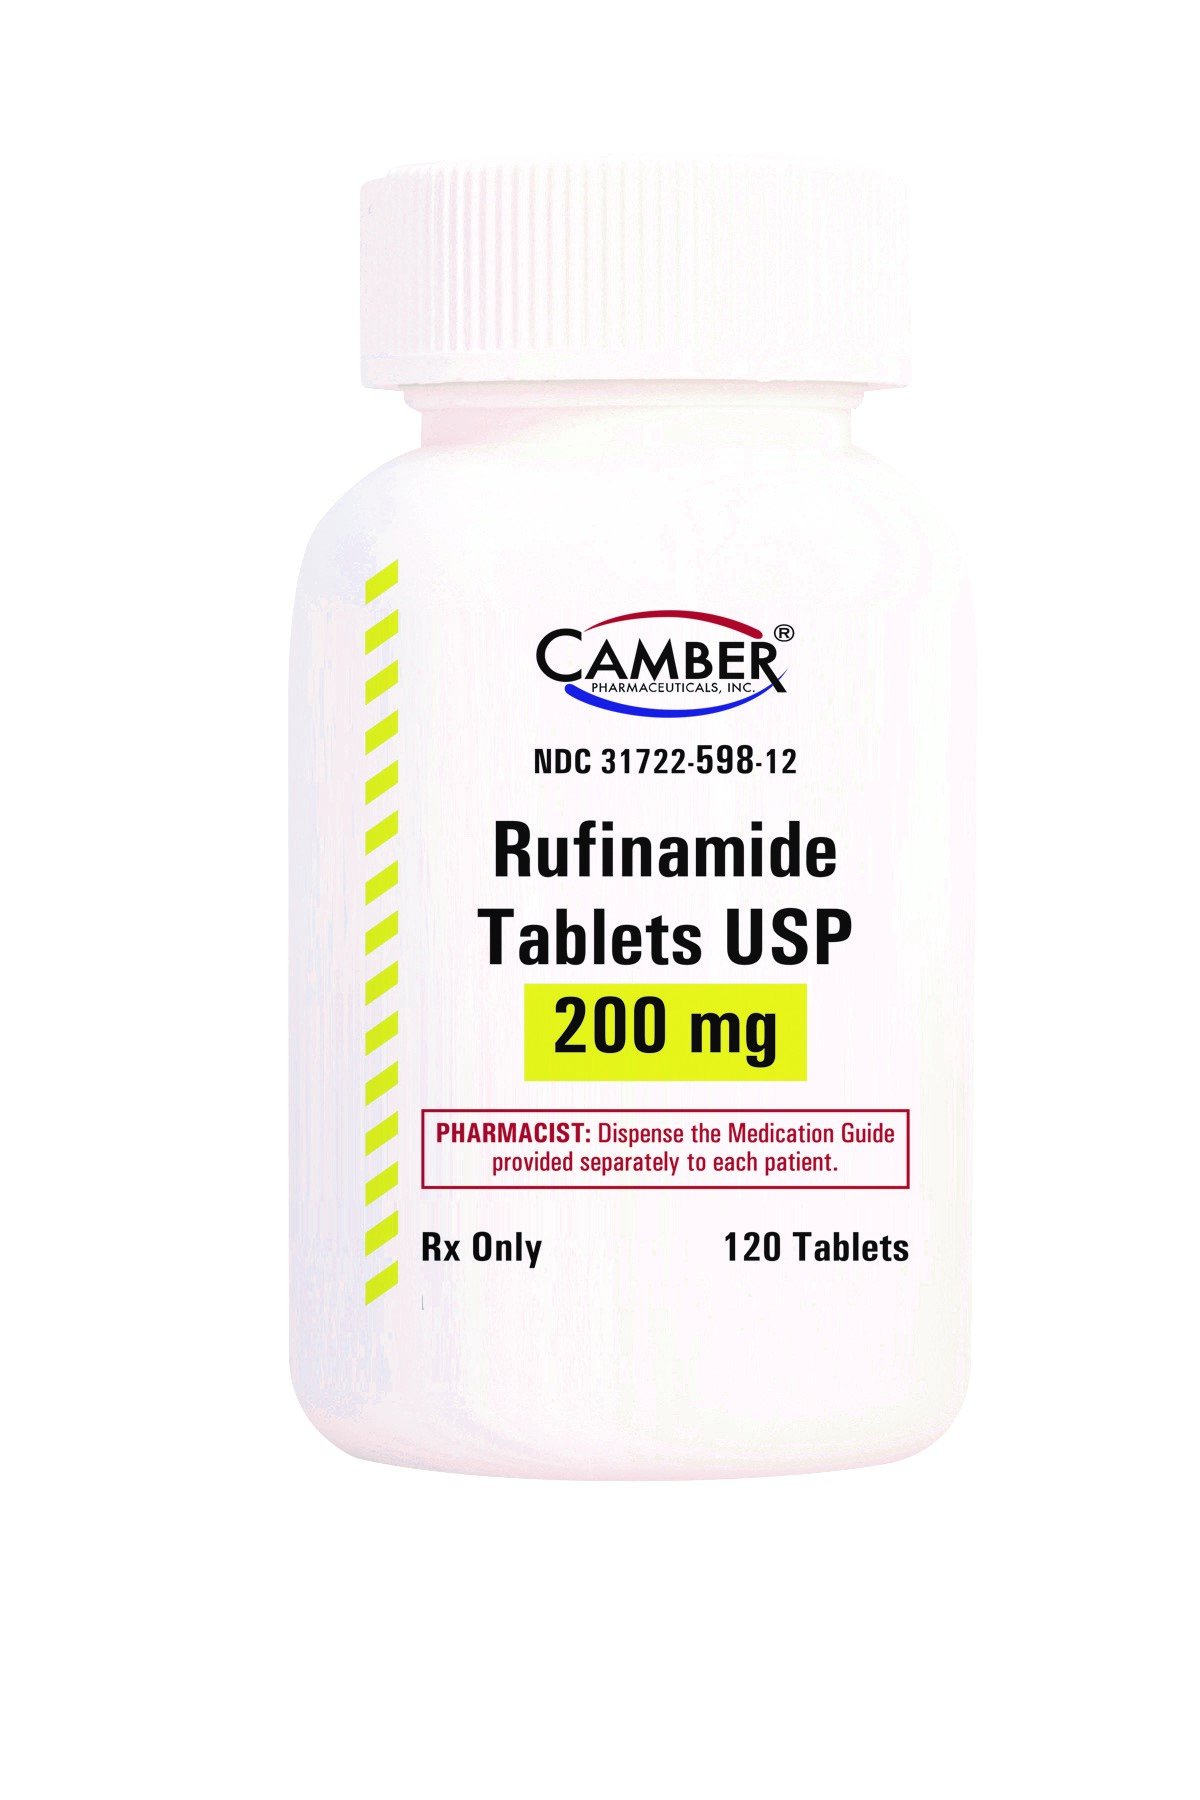 CAMBER®
PHARMACEUTICALS, INC.
NDC 31722-598-12
Rufinamide
Tablets USP
200 mg
PHARMACIST: Dispense the Medication Guide
provided separately to each patient.
Rx Only
120 Tablets